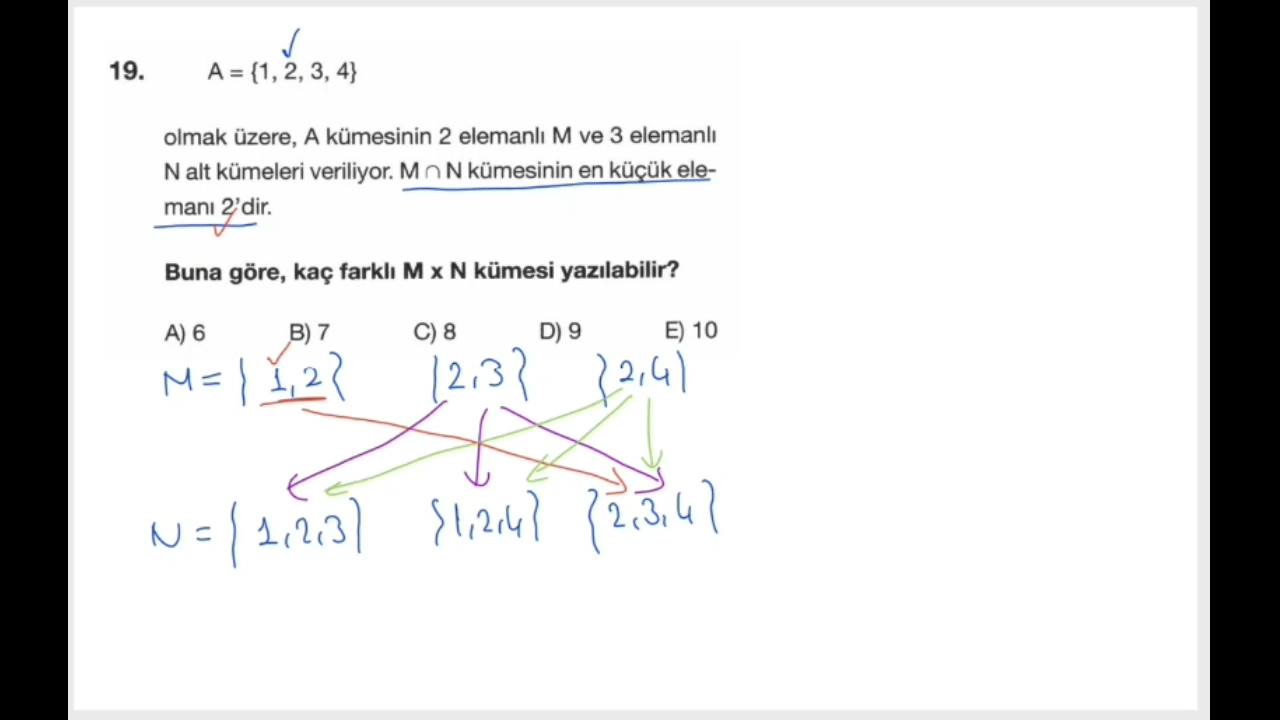 19. A = {1, 2, 3, 4}
olmak üzere, A kümesinin 2 elemanlı M ve 3 elemanlı
N alt kümeleri veriliyor. M ∩ N kümesinin en küçük ele-
manı 2'dir.
Buna göre, kaç farklı M x N kümesi yazılabilir?
A) 6 B) 7 C) 8 D) 9 E) 10
M = { 1,2 } {2,3} {2,4}
N = { 1,2,3} {1,2,4} {2,3,4}